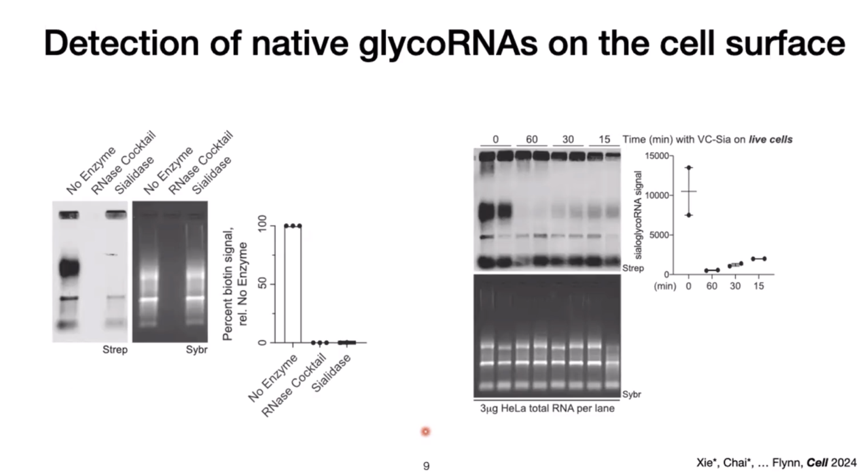 Detection of native glycoRNAs on the cell surface
No Enzyme
RNase Cocktail
Sialidase
No Enzyme
RNase Cocktail
Sialidase
Strep
Sybr
Percent biotin signal,
rel. No Enzyme
100
50
0
No Enzyme
RNase Cocktail
Sialidase
0 60 30 15 Time (min) with VC-Sia on live cells
Strep
Sybr
3µg HeLa total RNA per lane
sialoglycoRNA signal
15000
10000
5000
0
(min) 0 60 30 15
9
Xie*, Chai*, ... Flynn, Cell 2024